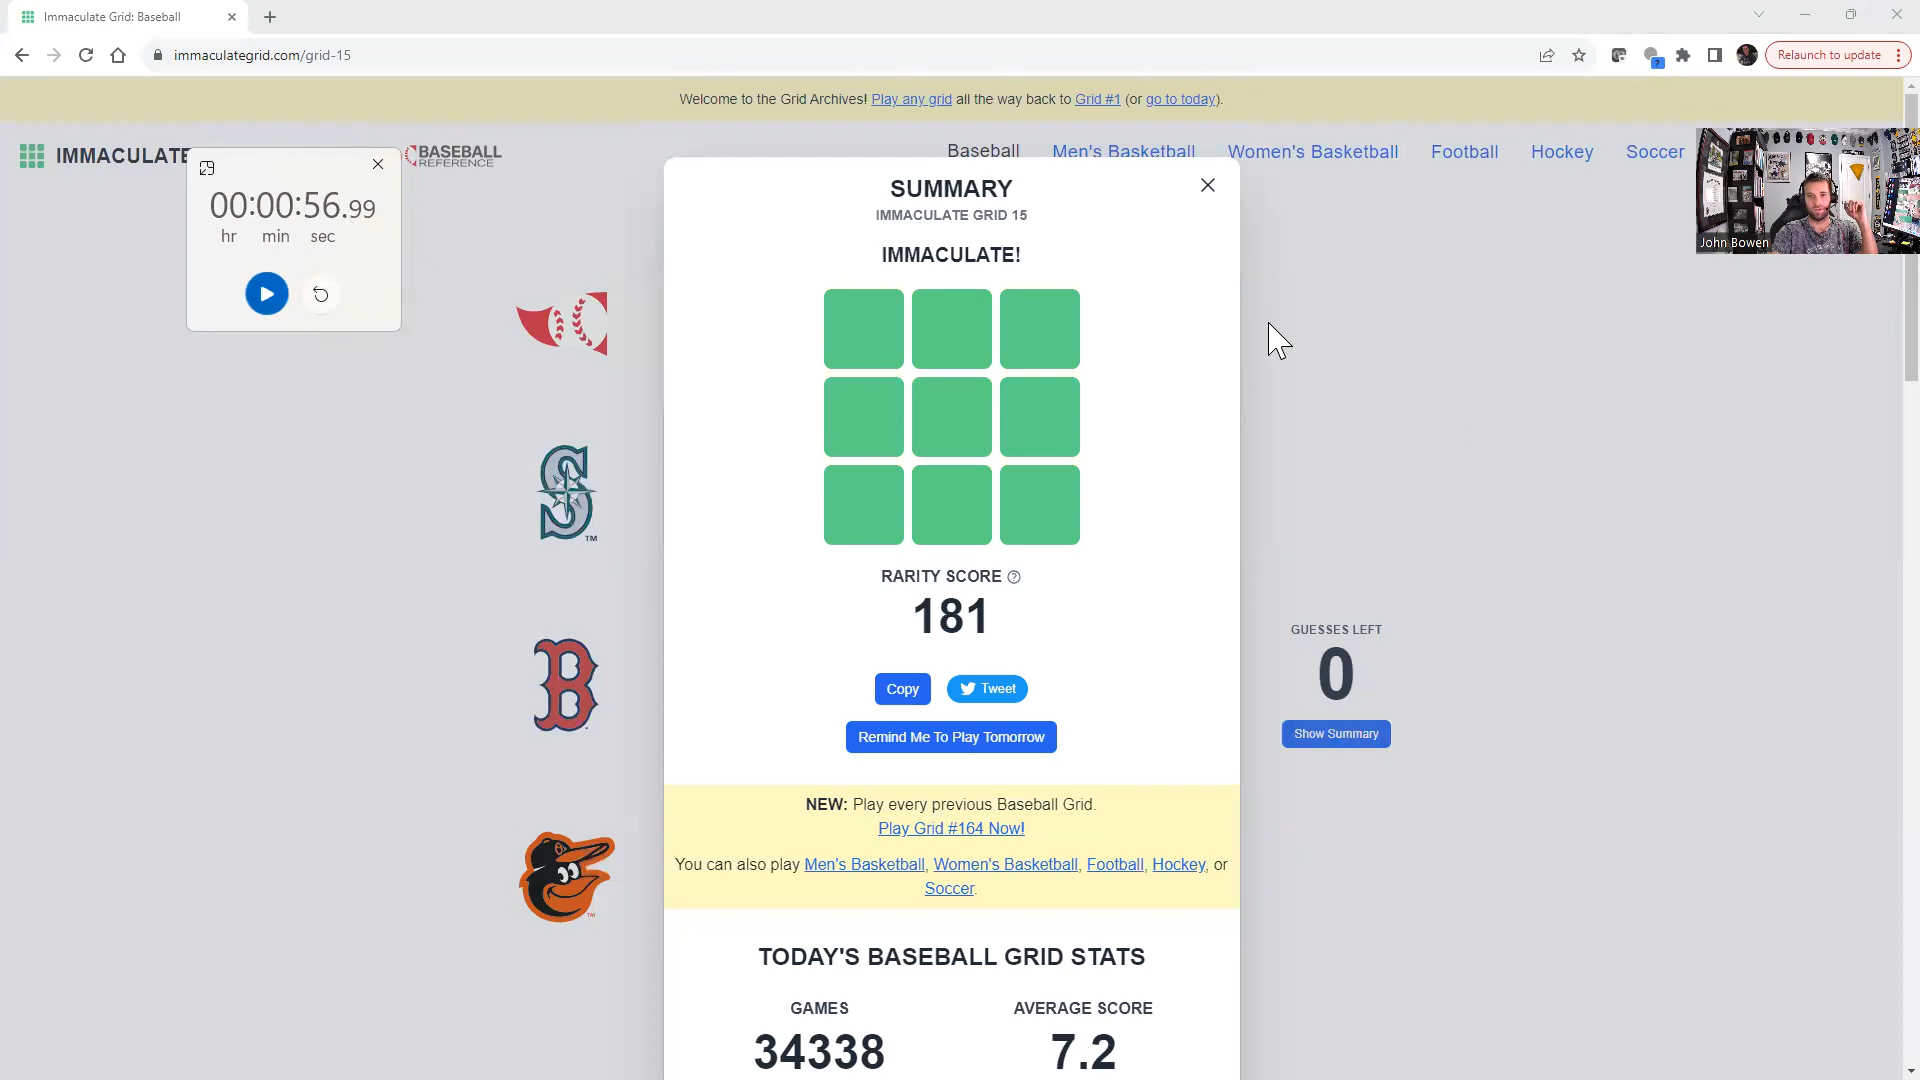 Immaculate Grid: Baseball
immaculategrid.com/grid-15
Relaunch to update
Welcome to the Grid Archives! Play any grid all the way back to Grid #1 (or go to today).
IMMACULATE
BASEBALL
REFERENCE
Baseball
Men's Basketball
Women's Basketball
Football
Hockey
Soccer
00:00:56.99
hr min sec
John Bowen
SUMMARY
IMMACULATE GRID 15
IMMACULATE!
RARITY SCORE ?
181
Copy
Tweet
Remind Me To Play Tomorrow
GUESSES LEFT
0
Show Summary
S
TM
B
TM
NEW: Play every previous Baseball Grid.
Play Grid #164 Now!
You can also play Men's Basketball, Women's Basketball, Football, Hockey, or
Soccer.
TODAY'S BASEBALL GRID STATS
GAMES
AVERAGE SCORE
34338
7.2